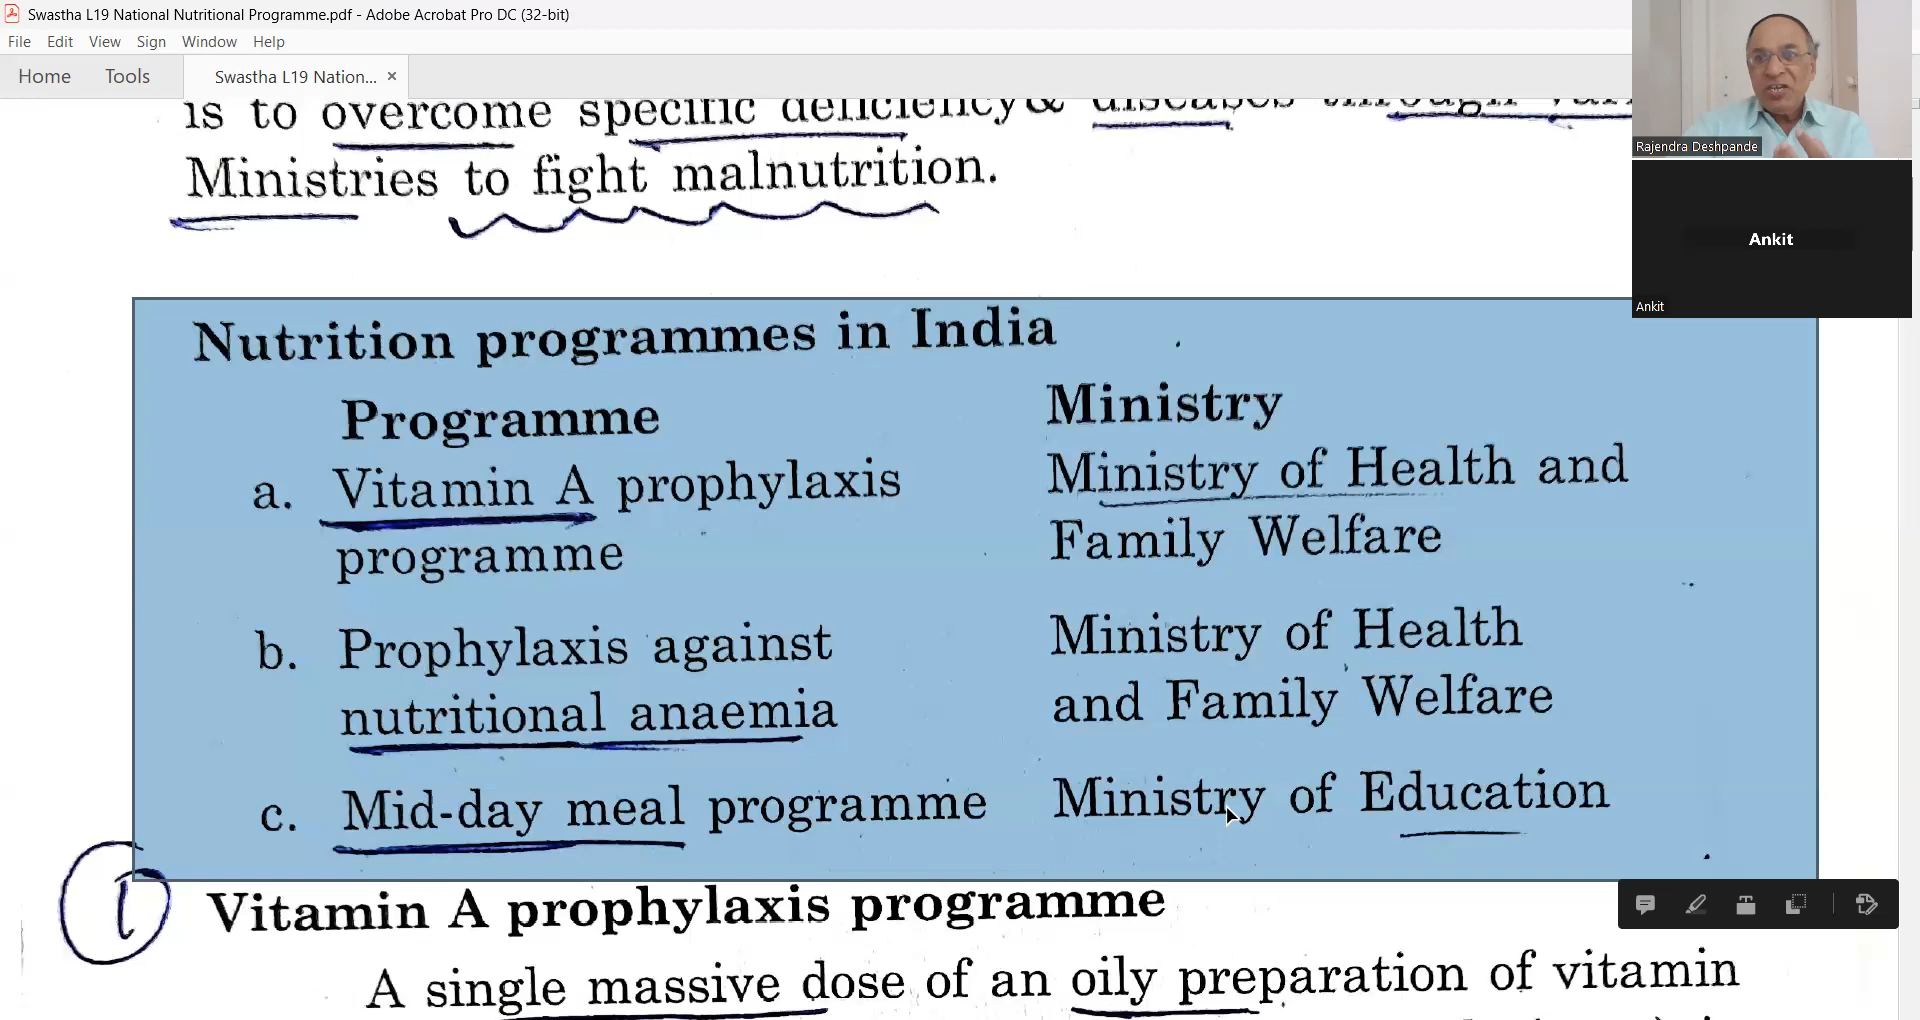 Swastha L19 National Nutritional Programme.pdf - Adobe Acrobat Pro DC (32-bit)
File Edit View Sign Window Help
Home Tools Swastha L19 Nation... ×
is to overcome specific deficiency & diseases through
Ministries to fight malnutrition.
Rajendra Deshpande
Ankit
Ankit
Nutrition programmes in India
Programme Ministry
a. Vitamin A prophylaxis Ministry of Health and
programme Family Welfare
b. Prophylaxis against Ministry of Health
nutritional anaemia and Family Welfare
c. Mid-day meal programme Ministry of Education
1 Vitamin A prophylaxis programme
A single massive dose of an oily preparation of vitamin